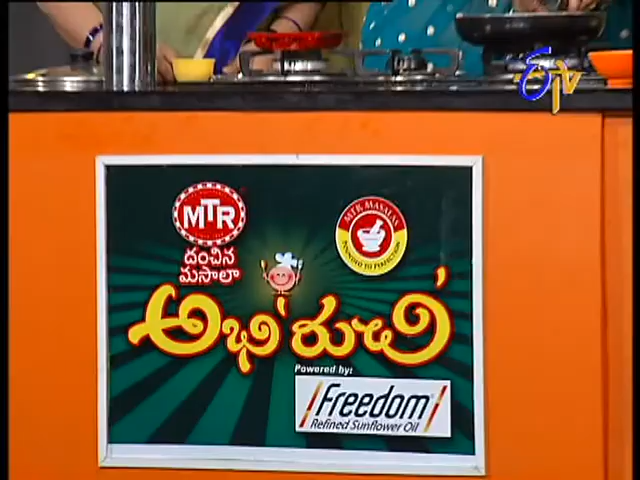 eTV
MTR
దంచిన
మసాలా
MTR MASALAS
POUNDED TO PERFECTION
అభి'రుచి'
Powered by:
Freedom
Refined Sunflower Oil